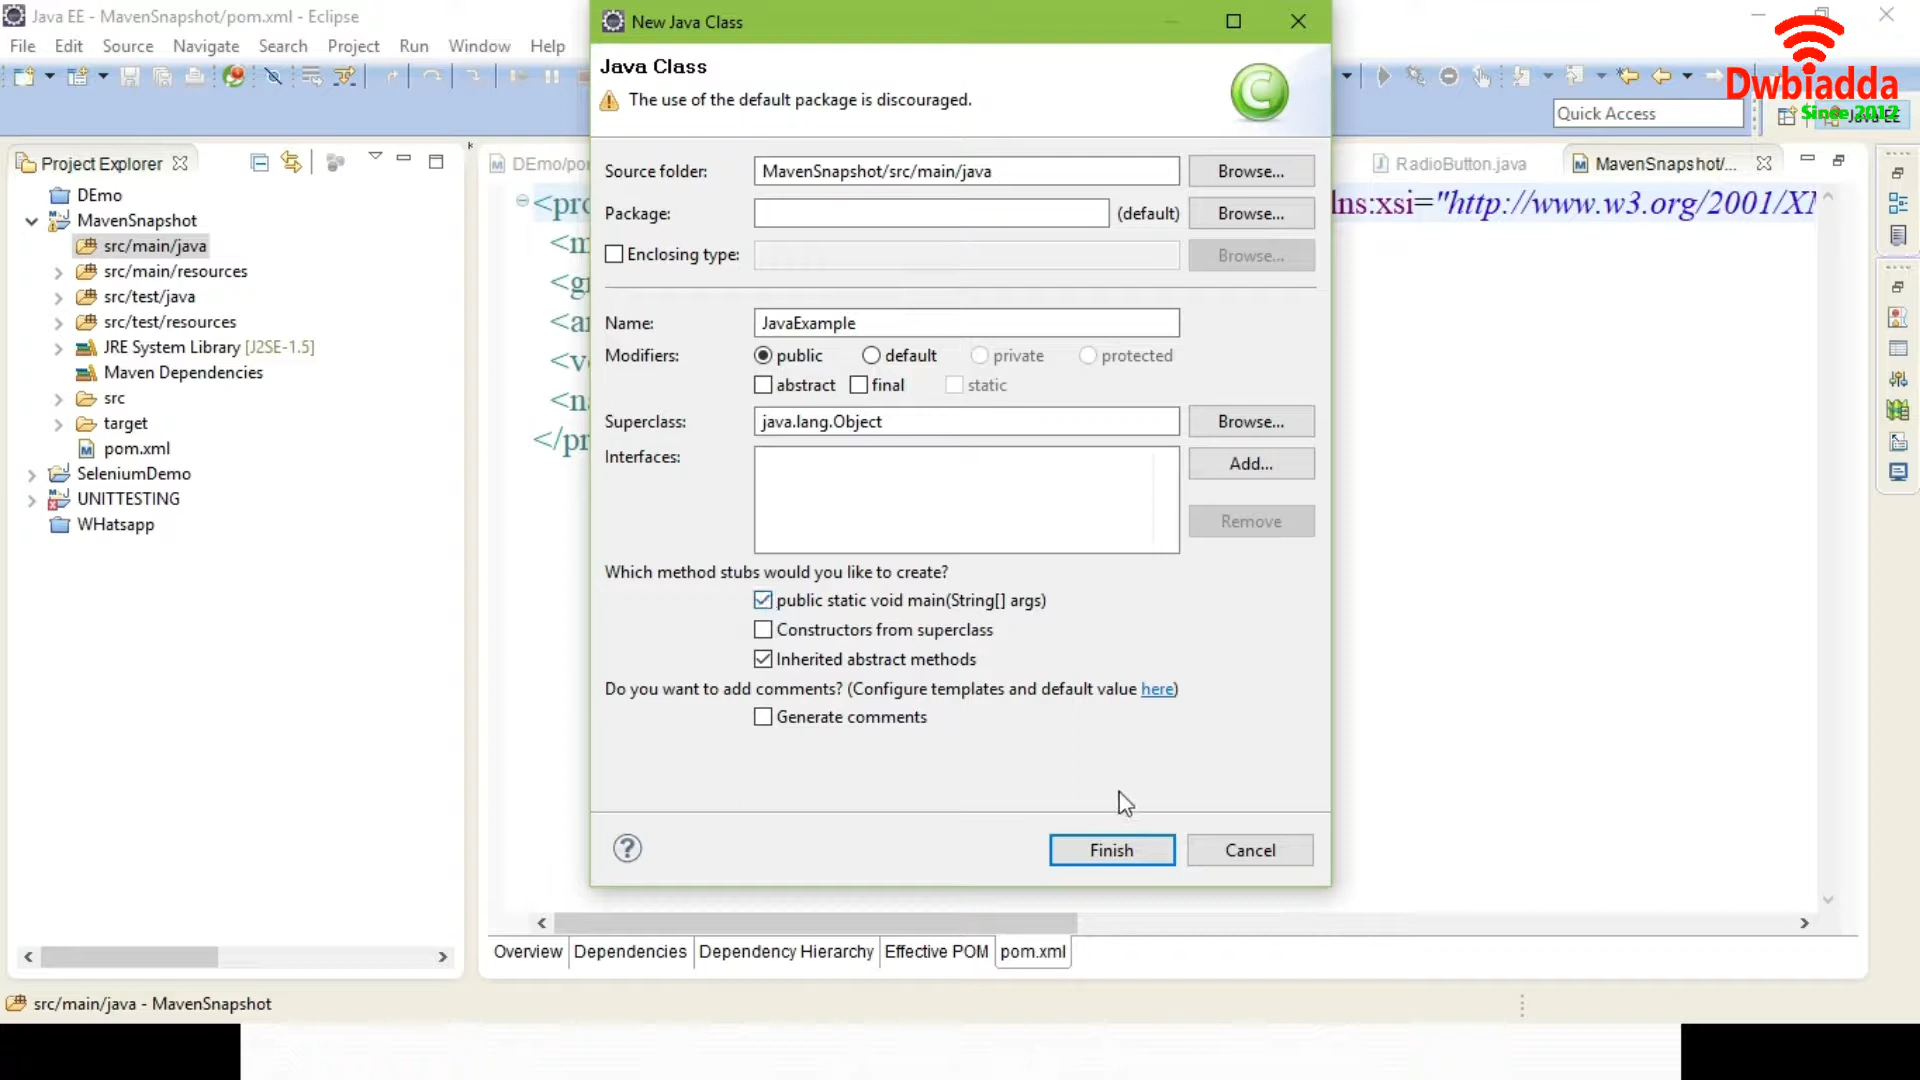 Java EE - MavenSnapshot/pom.xml - Eclipse
File Edit Source Navigate Search Project Run Window Help
Dwbiadda
Since 2012
Quick Access
Java EE
Project Explorer
DEmo
MavenSnapshot
src/main/java
src/main/resources
src/test/java
src/test/resources
JRE System Library [J2SE-1.5]
Maven Dependencies
src
target
pom.xml
SeleniumDemo
UNITTESTING
WHatsapp
DEmo/po
RadioButton.java
MavenSnapshot/...
<pro
lns:xsi="http://www.w3.org/2001/XM
<m
<g
<a
<v
<n
</p
New Java Class
Java Class
The use of the default package is discouraged.
Source folder: MavenSnapshot/src/main/java Browse...
Package: (default) Browse...
Enclosing type: Browse...
Name: JavaExample
Modifiers: public default private protected
abstract final static
Superclass: java.lang.Object Browse...
Interfaces: Add...
Remove
Which method stubs would you like to create?
public static void main(String[] args)
Constructors from superclass
Inherited abstract methods
Do you want to add comments? (Configure templates and default value here)
Generate comments
Finish Cancel
Overview Dependencies Dependency Hierarchy Effective POM pom.xml
src/main/java - MavenSnapshot